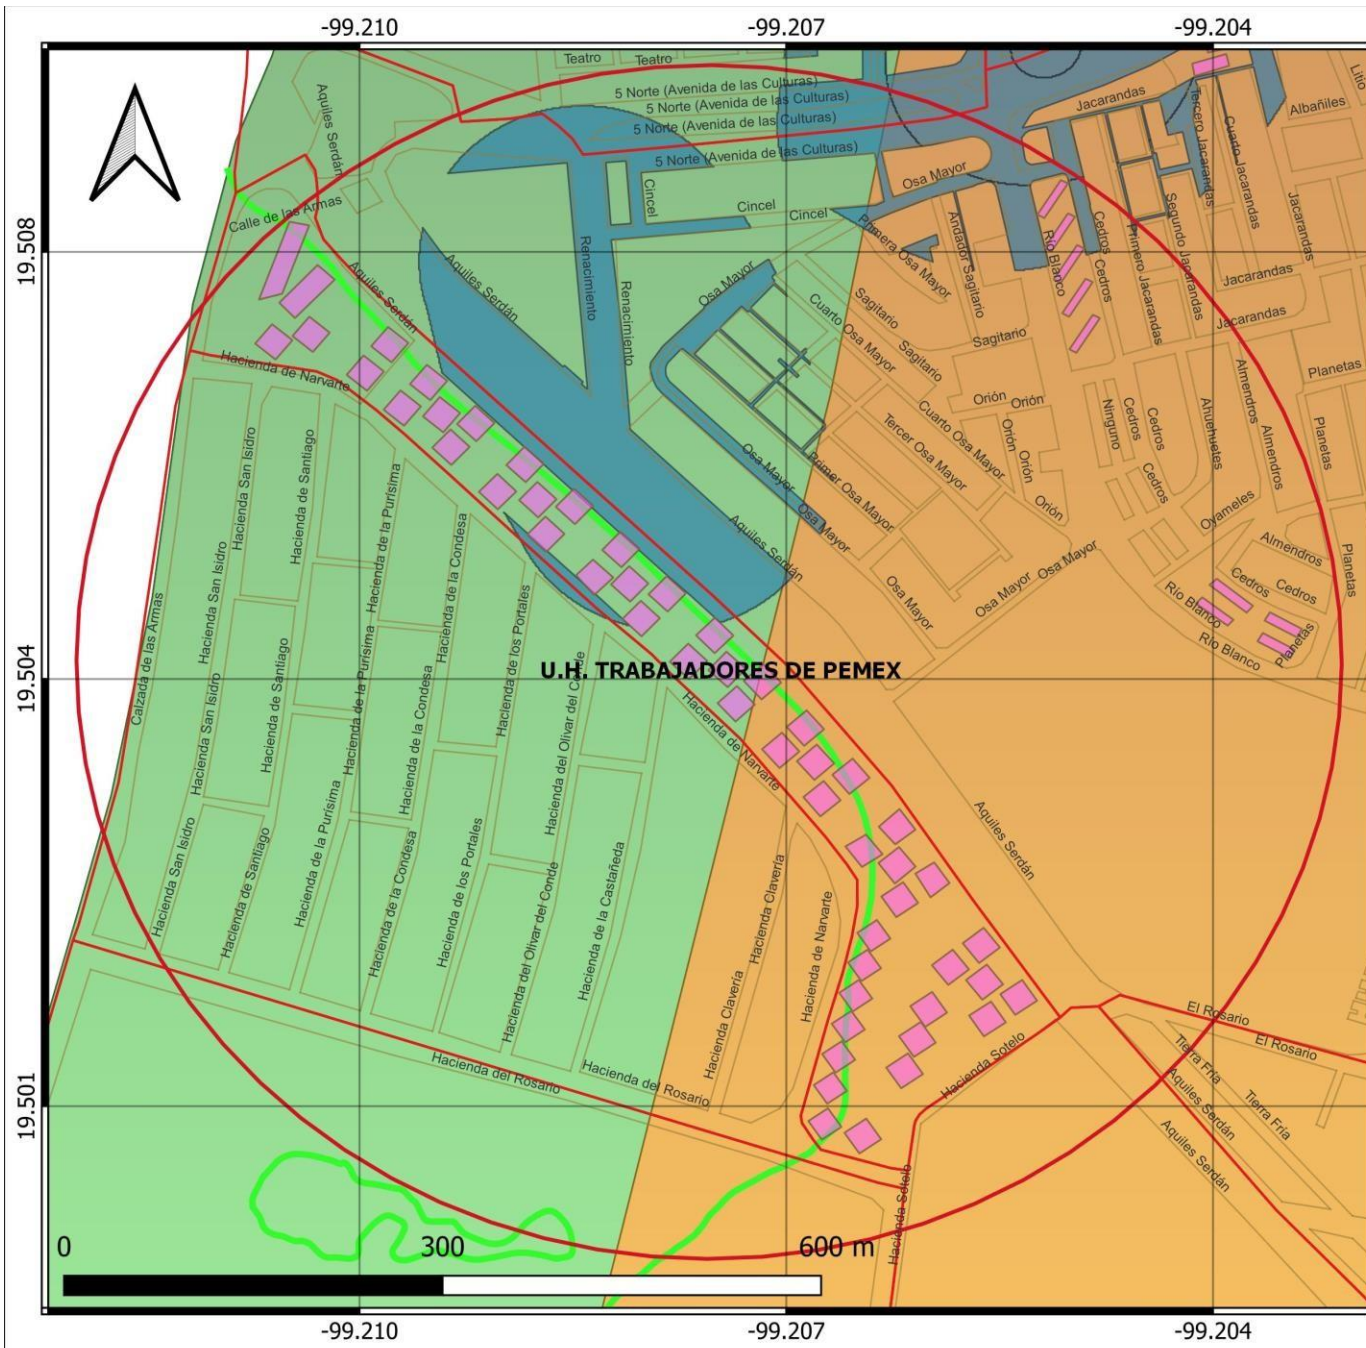 -99.210
-99.207
-99.204
Teatro
Teatro
5 Norte (Avenida de las Culturas)
5 Norte (Avenida de las Culturas)
5 Norte (Avenida de las Culturas)
5 Norte (Avenida de las Culturas)
Aquiles Serdán
Calle de las Armas
Aquiles Serdán
Aquiles Serdán
Cincel
Cincel
Cincel
Renacimiento
Renacimiento
Osa Mayor
Osa Mayor
Primera Osa Mayor
Andador Sagitario
Jacarandas
Tercero Jacarandas
Cuarto Jacarandas
Albañiles
Litio
Segundo Jacarandas
Primero Jacarandas
Jacarandas
Jacarandas
Jacarandas
Cedros
Cedros
Río Blanco
19.508
Sagitario
Sagitario
Sagitario
Cuarto Osa Mayor
Cuarto Osa Mayor
Tercer Osa Mayor
Primer Osa Mayor
Orión
Orión
Orión
Orión
Orión
Ninguno
Cedros
Cedros
Cedros
Ahuehuetes
Almendros
Almendros
Planetas
Planetas
Planetas
Oyameles
Almendros
Cedros
Cedros
Río Blanco
Río Blanco
Planetas
Osa Mayor
Osa Mayor
Osa Mayor
Osa Mayor
Osa Mayor
Aquiles Serdán
Hacienda de Narvarte
Hacienda San Isidro
Hacienda de Santiago
Hacienda de la Purísima
Hacienda de la Condesa
Hacienda San Isidro
Hacienda de los Portales
Calzada de las Armas
Hacienda de Santiago
Hacienda de la Purísima
Hacienda del Olivar del Conde
19.504
U.H. TRABAJADORES DE PEMEX
Hacienda San Isidro
Hacienda de la Condesa
Hacienda de Narvarte
Hacienda San Isidro
Hacienda de Santiago
Hacienda de la Purísima
Hacienda de la Condesa
Hacienda de los Portales
Hacienda del Olivar del Conde
Hacienda de la Castañeda
Hacienda Clavería
Hacienda Clavería
Hacienda de Narvarte
Aquiles Serdán
Hacienda del Rosario
Hacienda del Rosario
Hacienda Sotelo
Hacienda Sotelo
El Rosario
El Rosario
Tierra Fría
Tierra Fría
Aquiles Serdán
Aquiles Serdán
19.501
0
300
600 m
-99.210
-99.207
-99.204